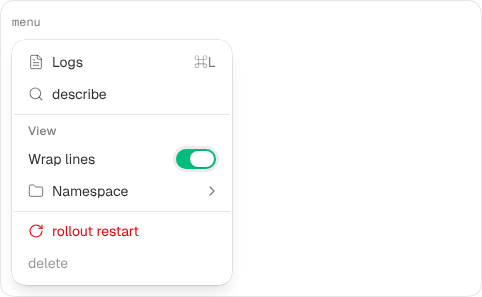 menu
Logs ⌘L
describe
View
Wrap lines
Namespace
rollout restart
delete